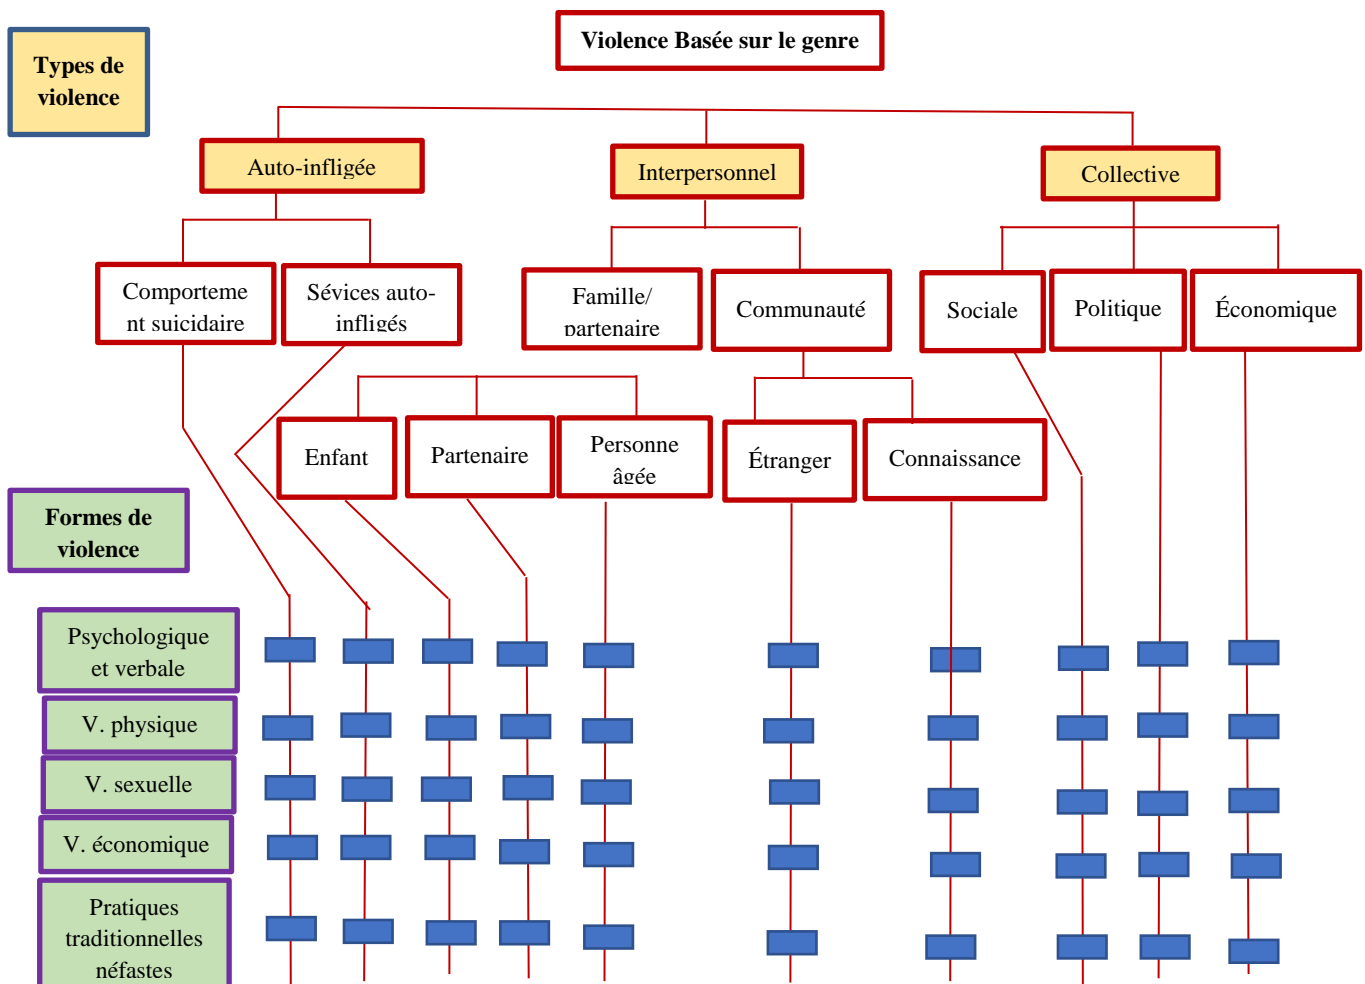 Violence Basée sur le genre
Types de
violence
Auto-infligée
Interpersonnel
Collective
Comporteme
nt suicidaire
Sévices auto-
infligés
Famille/
partenaire
Communauté
Sociale
Politique
Économique
Enfant
Partenaire
Personne
âgée
Étranger
Connaissance
Formes de
violence
Psychologique
et verbale
V. physique
V. sexuelle
V. économique
Pratiques
traditionnelles
néfastes